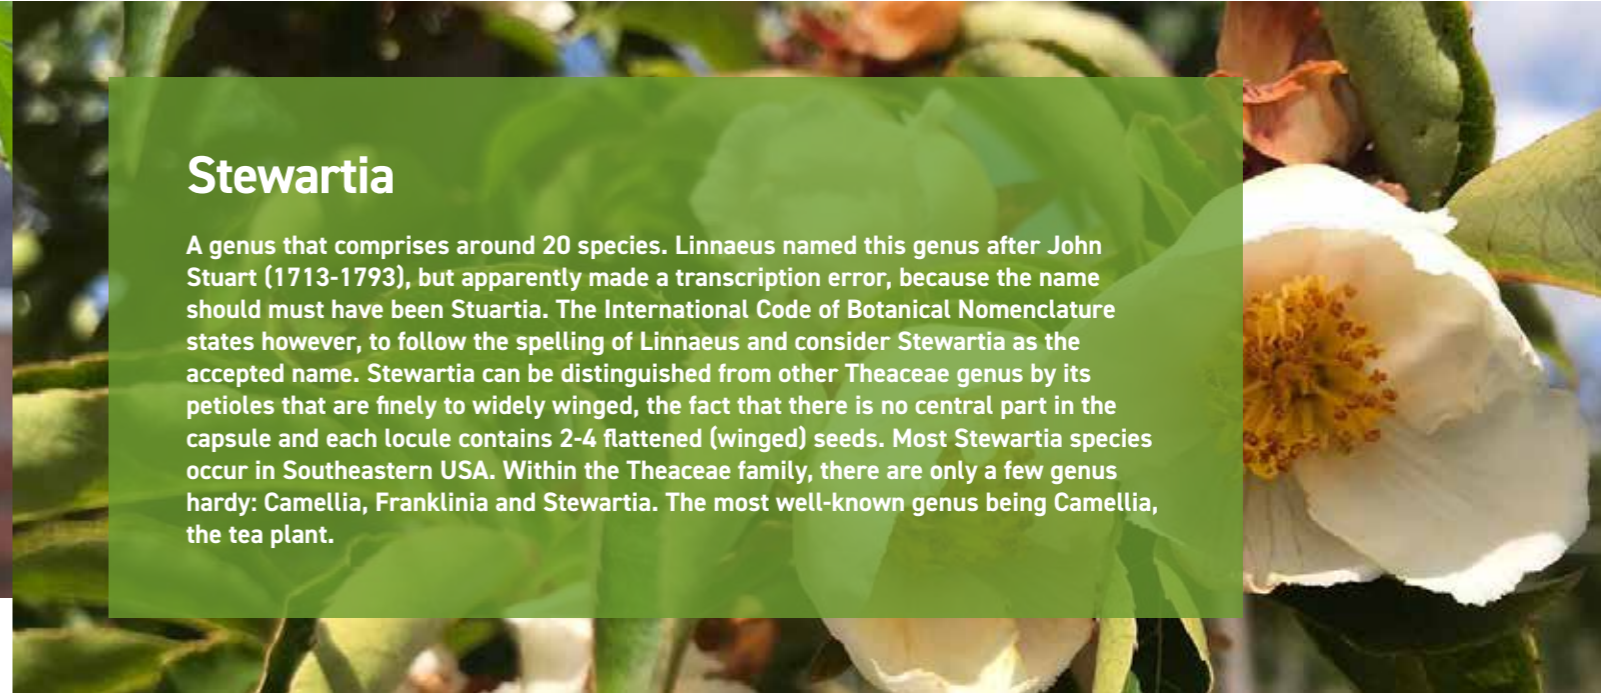 Stewartia
A genus that comprises around 20 species. Linnaeus named this genus after John
Stuart (1713-1793), but apparently made a transcription error, because the name
should must have been Stuartia. The International Code of Botanical Nomenclature
states however, to follow the spelling of Linnaeus and consider Stewartia as the
accepted name. Stewartia can be distinguished from other Theaceae genus by its
petioles that are finely to widely winged, the fact that there is no central part in the
capsule and each locule contains 2-4 flattened (winged) seeds. Most Stewartia species
occur in Southeastern USA. Within the Theaceae family, there are only a few genus
hardy: Camellia, Franklinia and Stewartia. The most well-known genus being Camellia,
the tea plant.